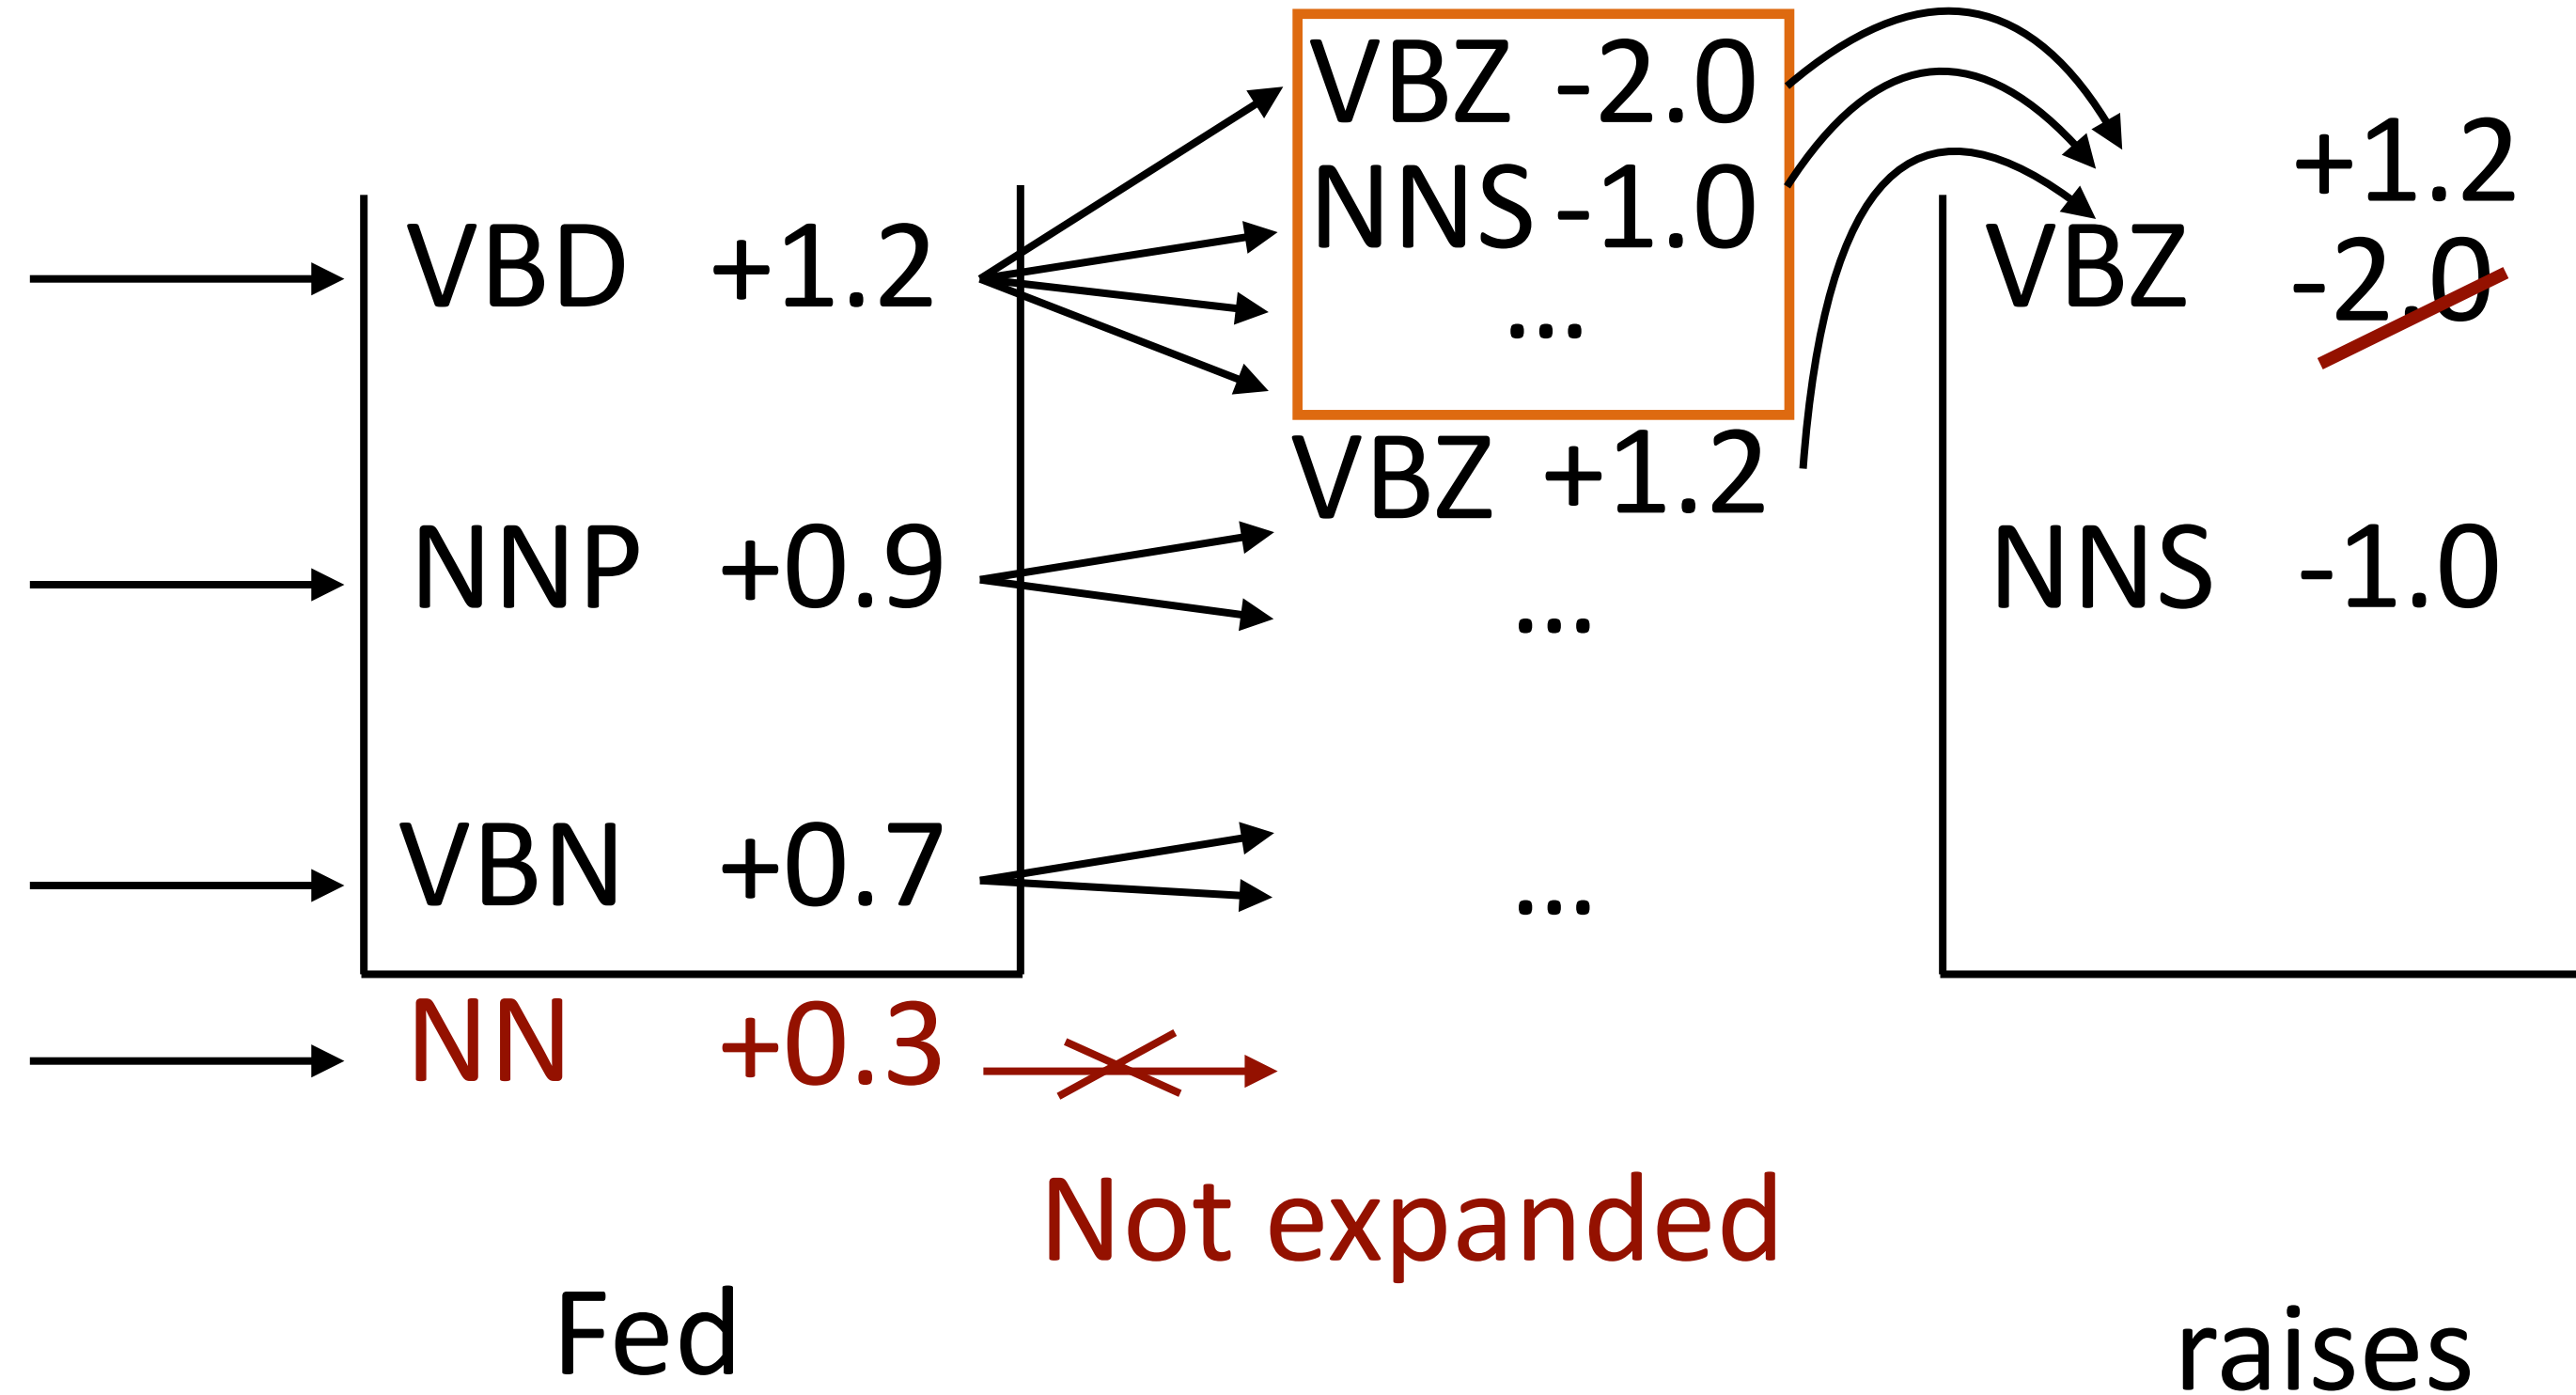 VBD +1.2
NNP +0.9
VBN +0.7
NN +0.3
Fed
VBZ -2.0
NNS -1.0
...
VBZ +1.2
...
...
Not expanded
+1.2
VBZ -2.0
NNS -1.0
raises